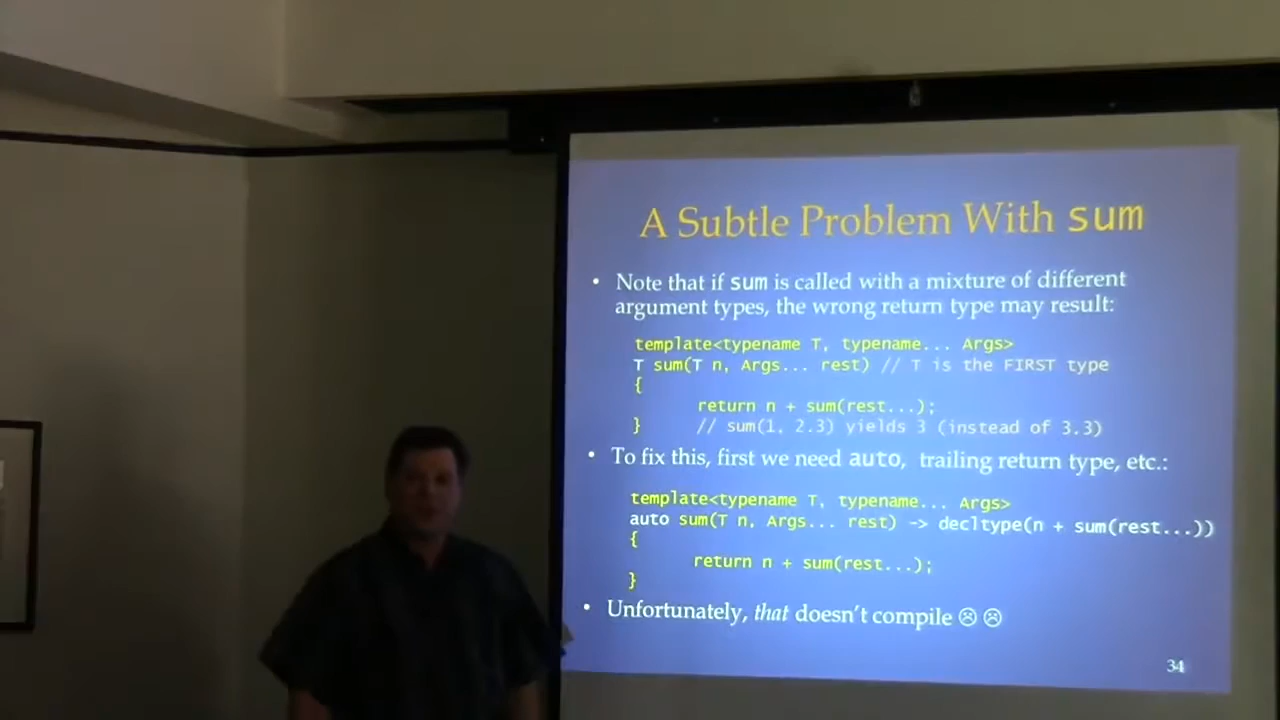 A Subtle Problem With sum
• Note that if sum is called with a mixture of different
argument types, the wrong return type may result:
template<typename T, typename... Args>
T sum(T n, Args... rest) // T is the FIRST type
{
return n + sum(rest...);
} // sum(1, 2.3) yields 3 (instead of 3.3)
• To fix this, first we need auto, trailing return type, etc.:
template<typename T, typename... Args>
auto sum(T n, Args... rest) -> decltype(n + sum(rest...))
{
return n + sum(rest...);
}
• Unfortunately, that doesn't compile ☹ ☹
34